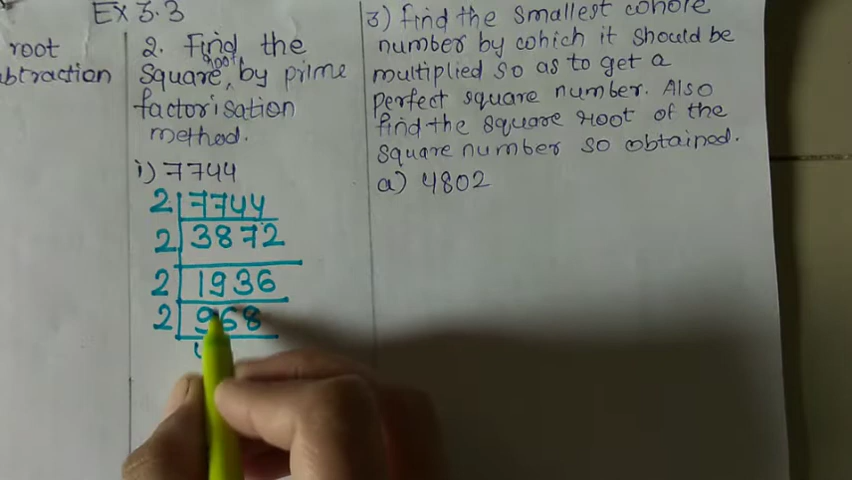 Ex 3.3
root
btraction
2. Find the
root
Square, by prime
factorisation
method.
i) 7744
2 7744
2 3872
2 1936
2 968
3) find the smallest cohole
number by cohich it should be
multiplied so as to get a
perfect square number. Also
find the square root of the
square number so obtained.
a) 4802